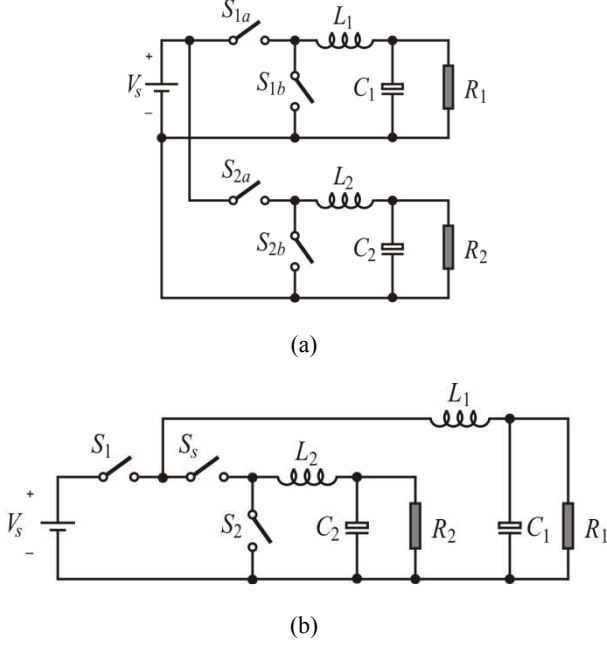 S1a
L1
+
Vs
−
S1b
C1
R1
S2a
L2
S2b
C2
R2
(a)
L1
S1
Ss
L2
+
Vs
−
S2
C2
R2
C1
R1
(b)